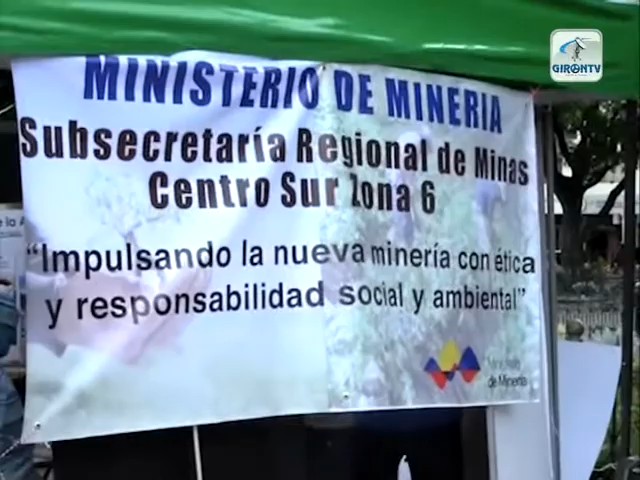 GIRONTV
MINISTERIO DE MINERIA
Subsecretaría Regional de Minas
Centro Sur Zona 6
“Impulsando la nueva minería con ética
y responsabilidad social y ambiental”
Ministerio
de Minería